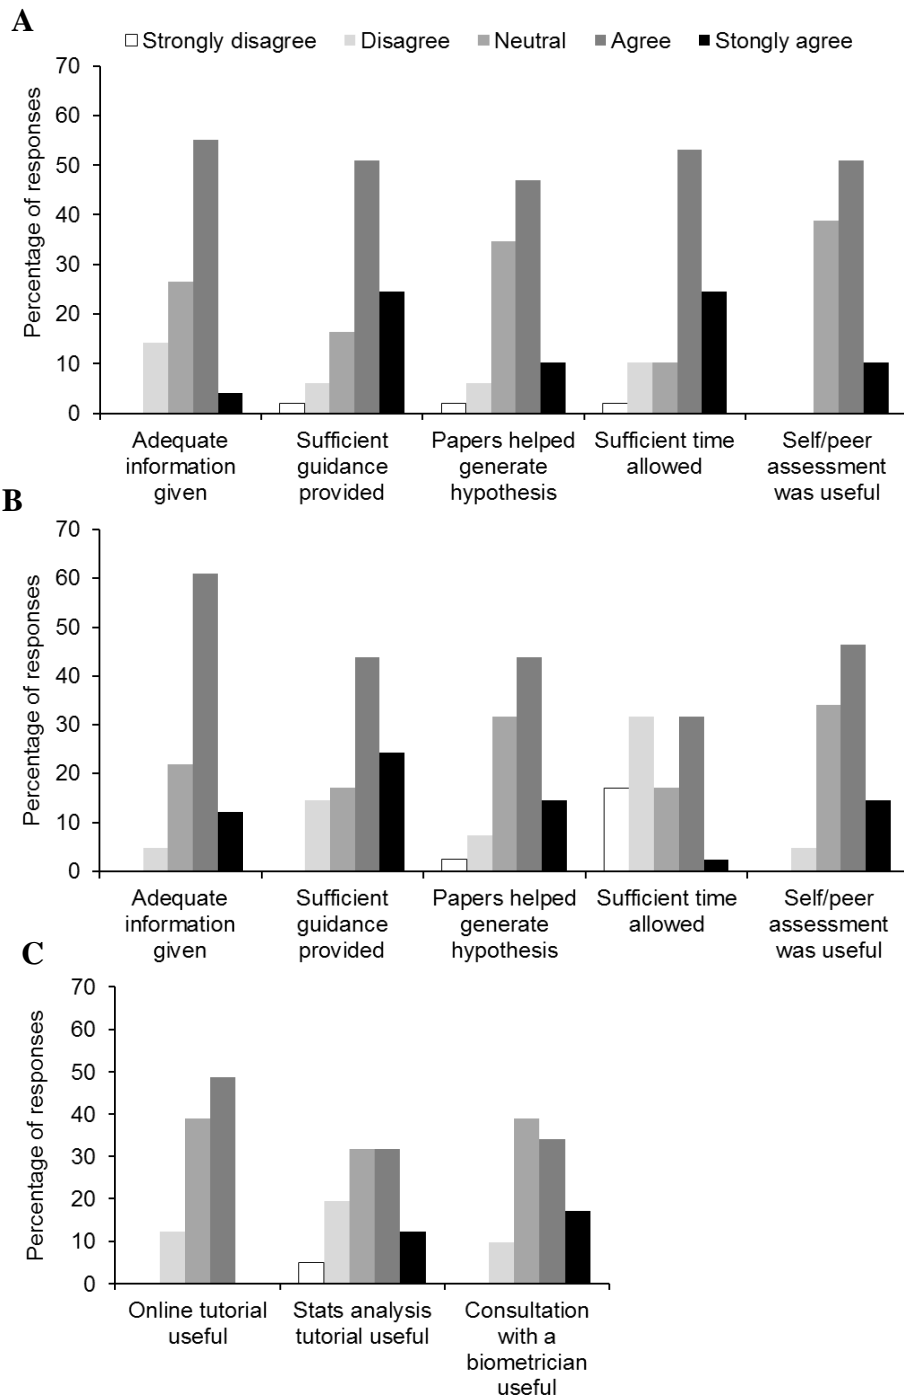 A
Strongly disagree Disagree Neutral Agree Stongly agree
Percentage of responses
70
60
50
40
30
20
10
0
Adequate information given
Sufficient guidance provided
Papers helped generate hypothesis
Sufficient time allowed
Self/peer assessment was useful
B
Percentage of responses
70
60
50
40
30
20
10
0
Adequate information given
Sufficient guidance provided
Papers helped generate hypothesis
Sufficient time allowed
Self/peer assessment was useful
C
Percentage of responses
70
60
50
40
30
20
10
0
Online tutorial useful
Stats analysis tutorial useful
Consultation with a biometrician useful